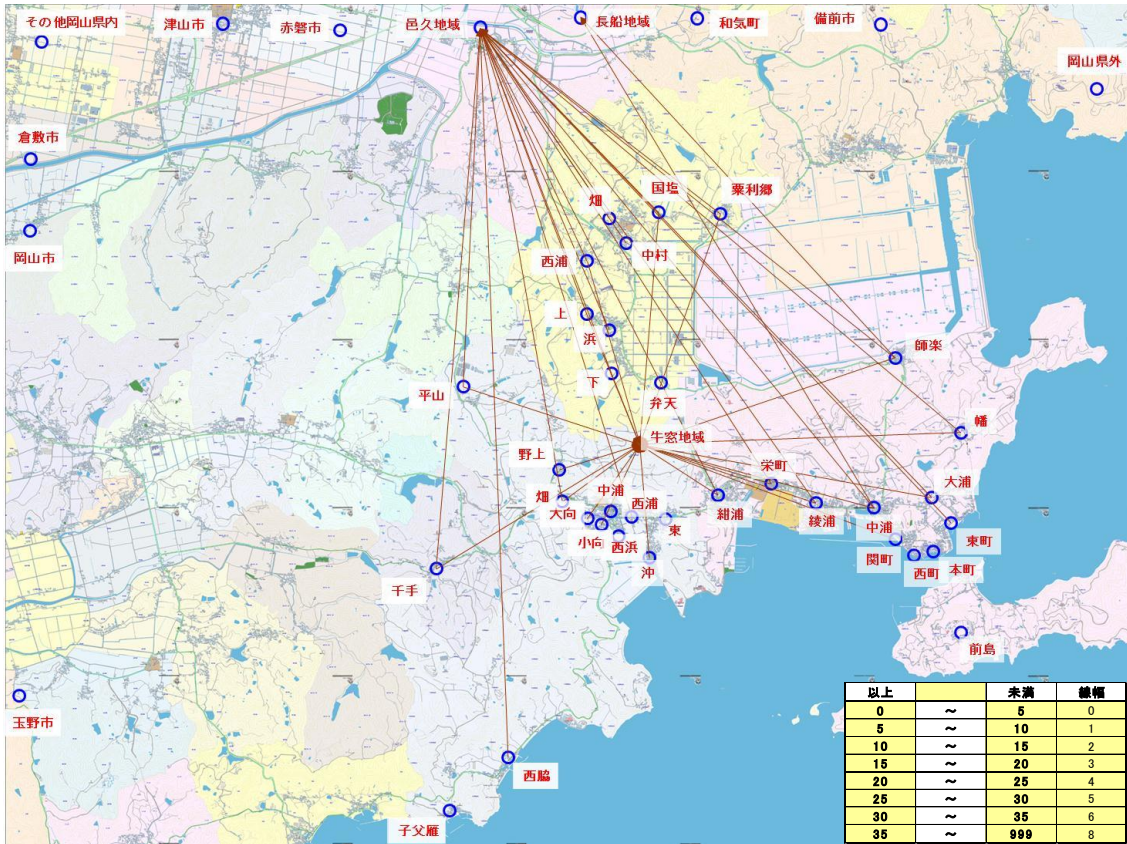 その他岡山県内
津山市
赤磐市
邑久地域
長船地域
和気町
備前市
岡山県外
倉敷市
岡山市
畑
国塩
粟利郷
中村
西浦
上
浜
下
弁天
師楽
平山
牛窓地域
幡
野上
栄町
大浦
畑
中浦
西浦
大向
紺浦
綾浦
中浦
東
東町
小向
西浜
関町
西町
本町
沖
千手
前島
玉野市
西脇
子父雁
以上 未満 線幅
0 ～ 5 0
5 ～ 10 1
10 ～ 15 2
15 ～ 20 3
20 ～ 25 4
25 ～ 30 5
30 ～ 35 6
35 ～ 999 8